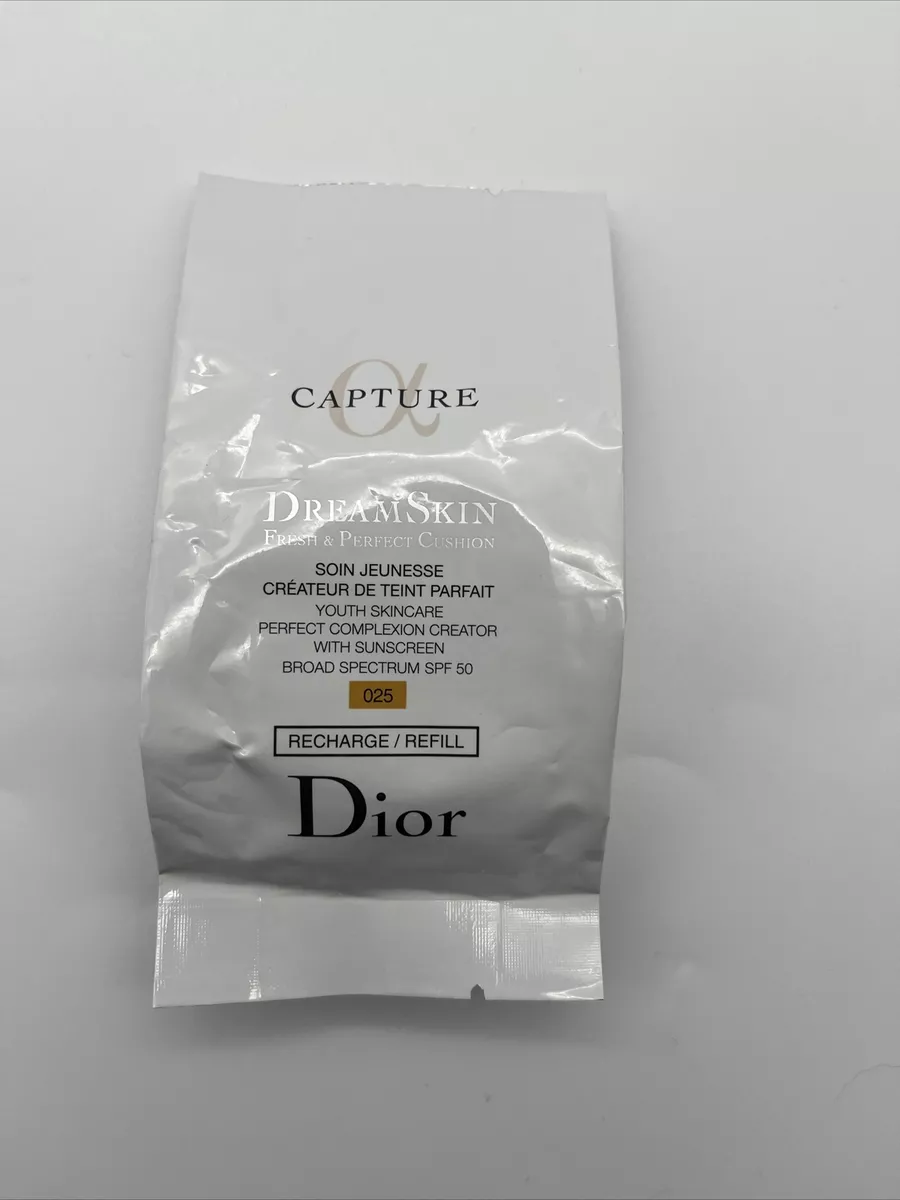 CAPTURE
α
DREAMSKIN
FRESH & PERFECT CUSHION
SOIN JEUNESSE
CRÉATEUR DE TEINT PARFAIT
YOUTH SKINCARE
PERFECT COMPLEXION CREATOR
WITH SUNSCREEN
BROAD SPECTRUM SPF 50
025
RECHARGE / REFILL
Dior